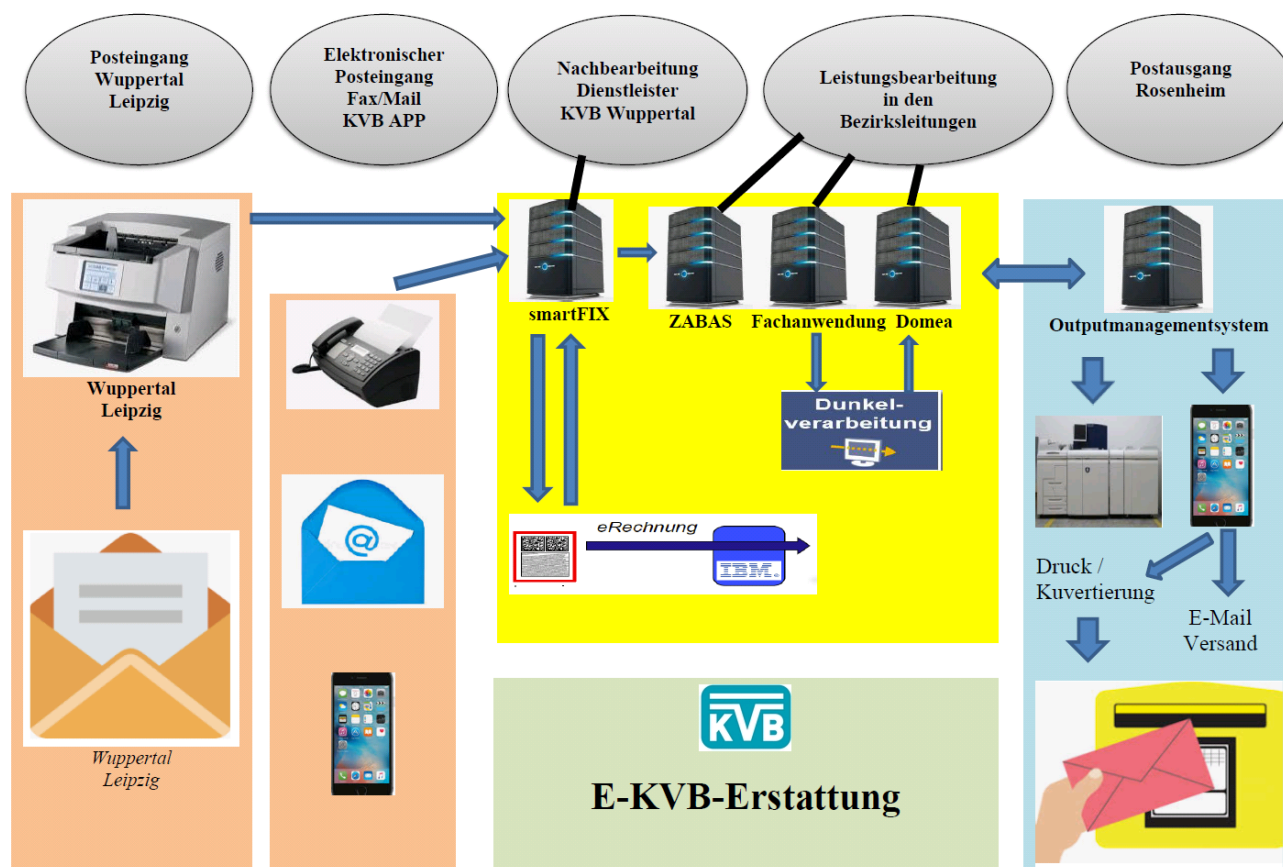 Posteingang
Wuppertal
Leipzig
Elektronischer
Posteingang
Fax/Mail
KVB APP
Nachbearbeitung
Dienstleister
KVB Wuppertal
Leistungsbearbeitung
in den
Bezirksleitungen
Postausgang
Rosenheim
Wuppertal
Leipzig
Wuppertal
Leipzig
smartFIX
ZABAS
Fachanwendung
Domea
Dunkel-
verarbeitung
eRechnung
IBM
KVB
E-KVB-Erstattung
Outputmanagementsystem
Druck /
Kuvertierung
E-Mail
Versand